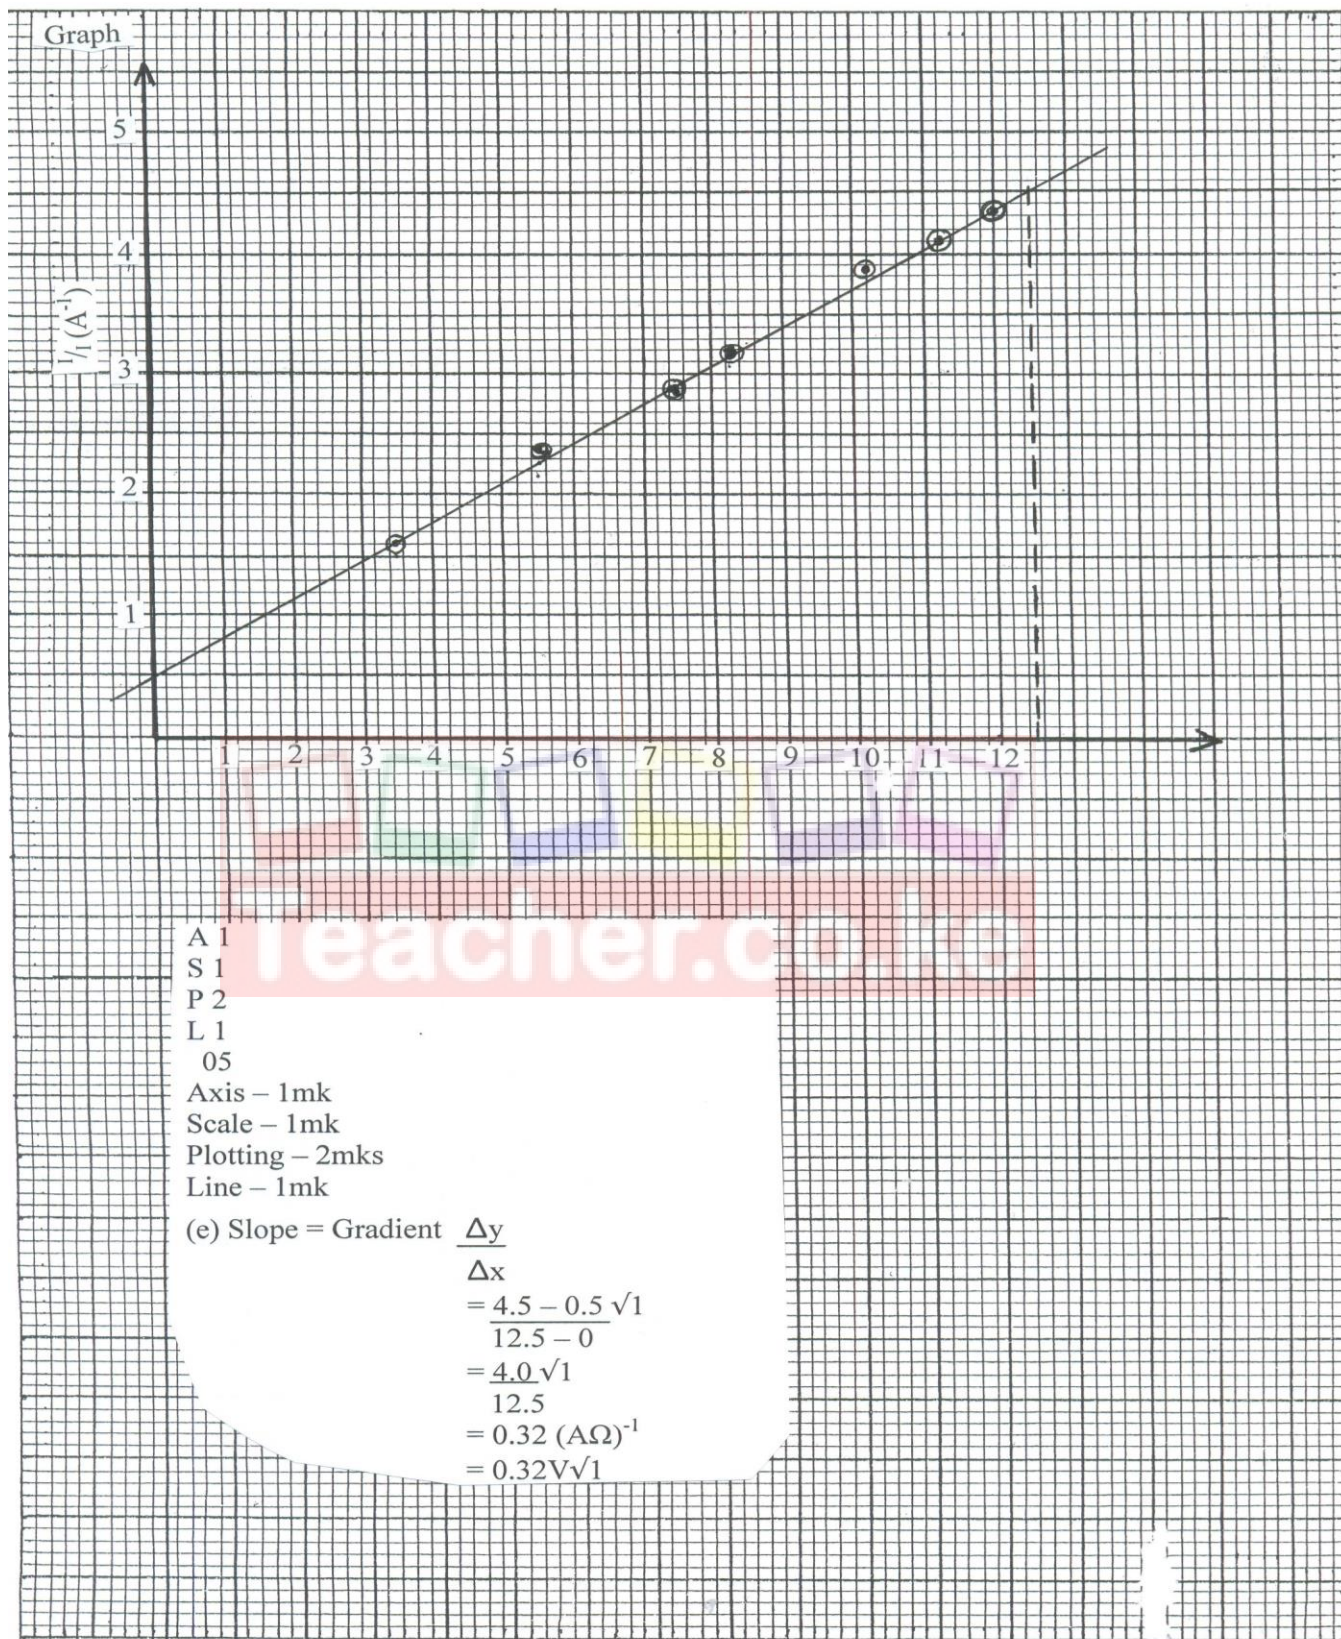 Graph
5
4
3
2
1
1/I (A⁻¹)
1 2 3 4 5 6 7 8 9 10 11 12
Teacher.co.ke
A 1
S 1
P 2
L 1
05
Axis – 1mk
Scale – 1mk
Plotting – 2mks
Line – 1mk
(e) Slope = Gradient Δy
Δx
= 4.5 – 0.5 √1
12.5 – 0
= 4.0 √1
12.5
= 0.32 (AΩ)⁻¹
= 0.32V√1